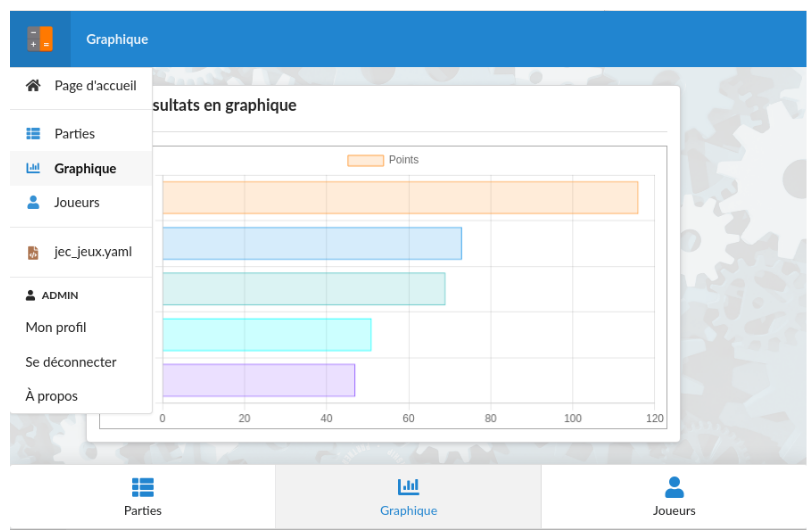 Graphique
Page d'accueil
Parties
Graphique
Joueurs
jec_jeux.yaml
ADMIN
Mon profil
Se déconnecter
À propos
sultats en graphique
Points
0 20 40 60 80 100 120
Parties
Graphique
Joueurs